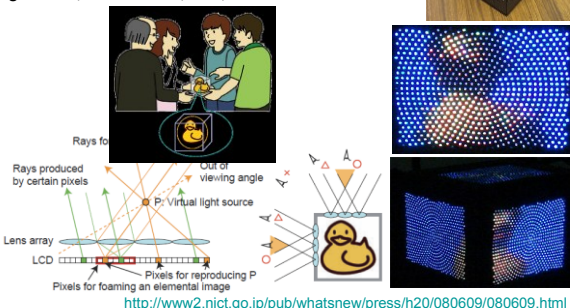 Rays fo
Rays produced
by certain pixels
Out of
viewing angle
P: Virtual light source
Lens array
LCD
Pixels for reproducing P
Pixels for foaming an elemental image
http://www2.nict.go.jp/pub/whatsnew/press/h20/080609/080609.html